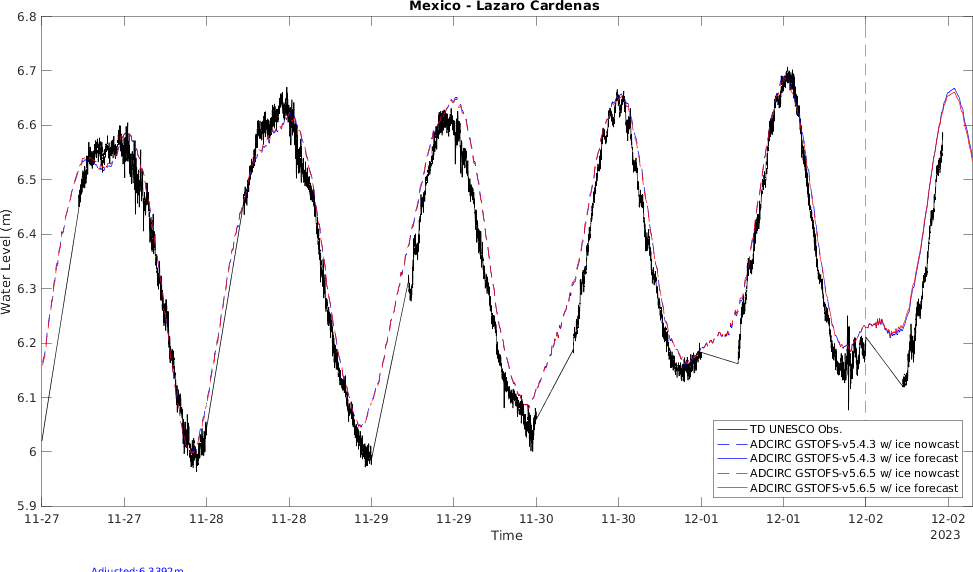 Mexico - Lazaro Cardenas
6.8
6.7
6.6
6.5
6.4
6.3
6.2
6.1
6
5.9
Water Level (m)
TD UNESCO Obs.
ADCIRC GSTOFS-v5.4.3 w/ ice nowcast
ADCIRC GSTOFS-v5.4.3 w/ ice forecast
ADCIRC GSTOFS-v5.6.5 w/ ice nowcast
ADCIRC GSTOFS-v5.6.5 w/ ice forecast
11-27 11-27 11-28 11-28 11-29 11-29 11-30 11-30 12-01 12-01 12-02 12-02
Time
2023
Adjusted:6.3392m